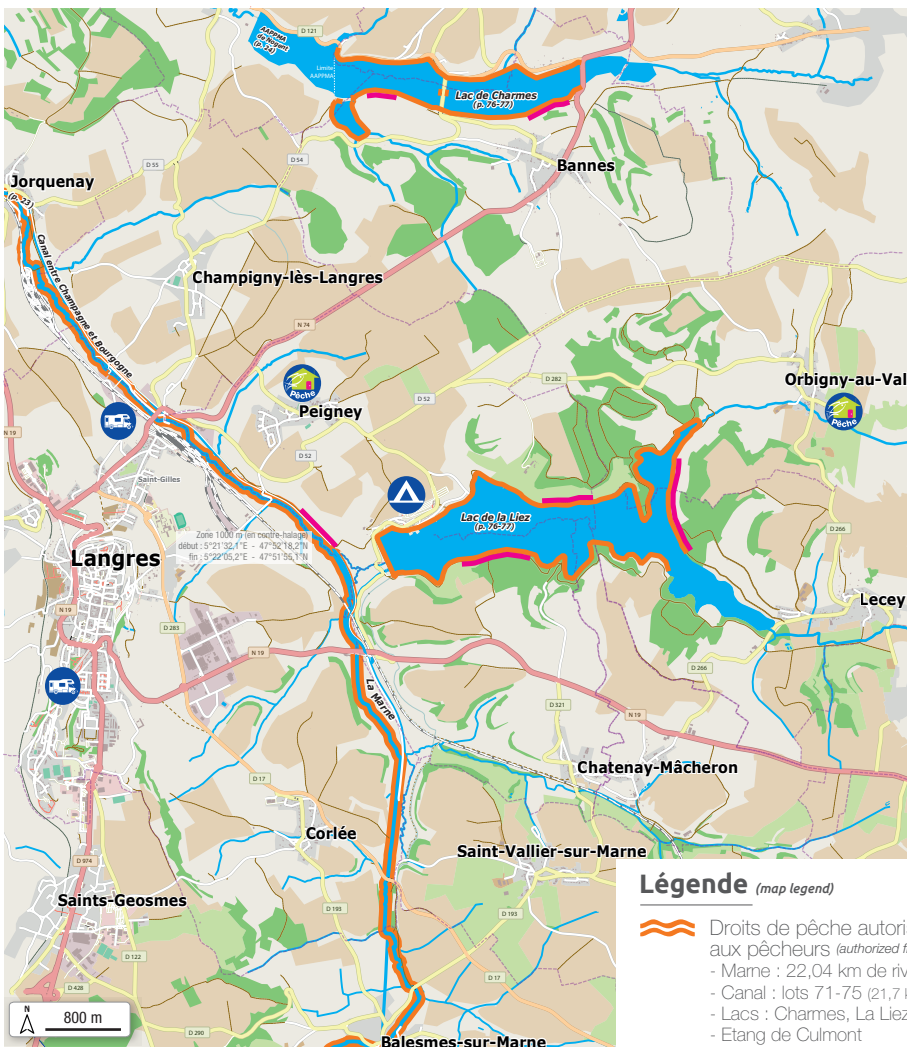 D 121
AAPPMA
de Nogent
(p. 24)
Limite
AAPPMA
Lac de Charmes
(p. 76-77)
D 55
D 54
Bannes
Jorquenay
(p. 23)
Canal entre Champagne et Bourgogne
Champigny-lès-Langres
N 74
D 282
Orbigny-au-Val
Pêche
Peigney
D 52
Pêche
N 19
D 52
Saint-Gilles
Lac de la Liez
(p. 76-77)
Zone 1000 m (en contre-halage)
début : 5°21'32,1"E - 47°52'18,2"N
fin : 5°22'05,2"E - 47°51'55,1"N
D 266
Langres
Lecey
N 19
D 283
N 19
D 266
La Marne
D 321
N 19
Chatenay-Mâcheron
D 17
Corlée
Saint-Vallier-sur-Marne
D 974
Saints-Geosmes
D 193
D 193
D 122
D 17
D 428
N
800 m
D 290
Balesmes-sur-Marne
Légende (map legend)
Droits de pêche autoris
aux pêcheurs (authorized f
- Marne : 22,04 km de riv
- Canal : lots 71-75 (21,7 k
- Lacs : Charmes, La Liez
- Etang de Culmont